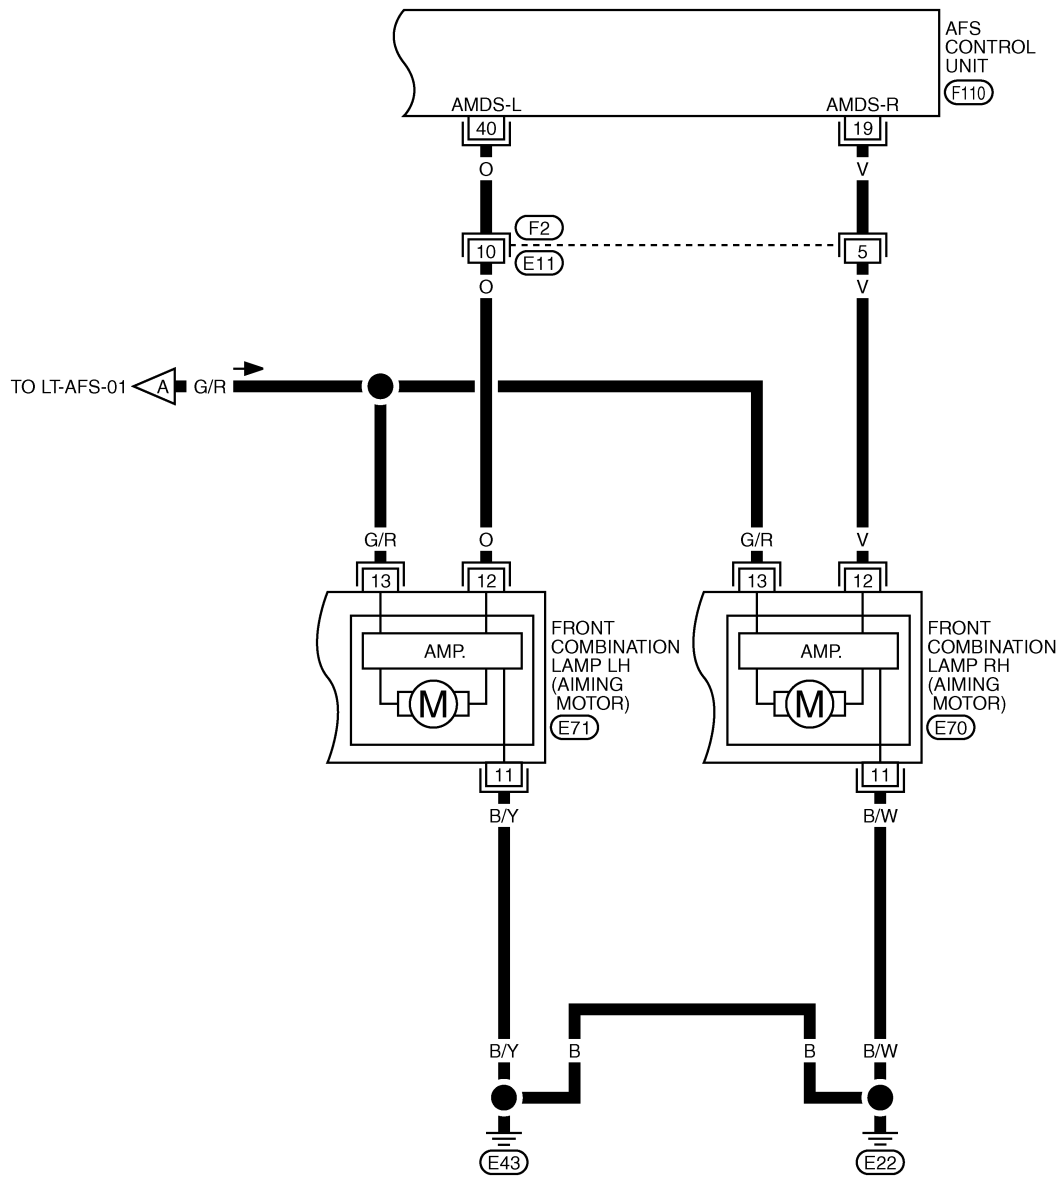 AFS
CONTROL
UNIT
F110
AMDS-L
AMDS-R
40
19
O
V
F2
10
5
E11
O
V
TO LT-AFS-01
A
G/R
G/R
O
G/R
V
13
12
13
12
FRONT
COMBINATION
LAMP LH
(AIMING
MOTOR)
E71
AMP.
M
FRONT
COMBINATION
LAMP RH
(AIMING
MOTOR)
E70
AMP.
M
11
11
B/Y
B/W
B/Y
B
B
B/W
E43
E22